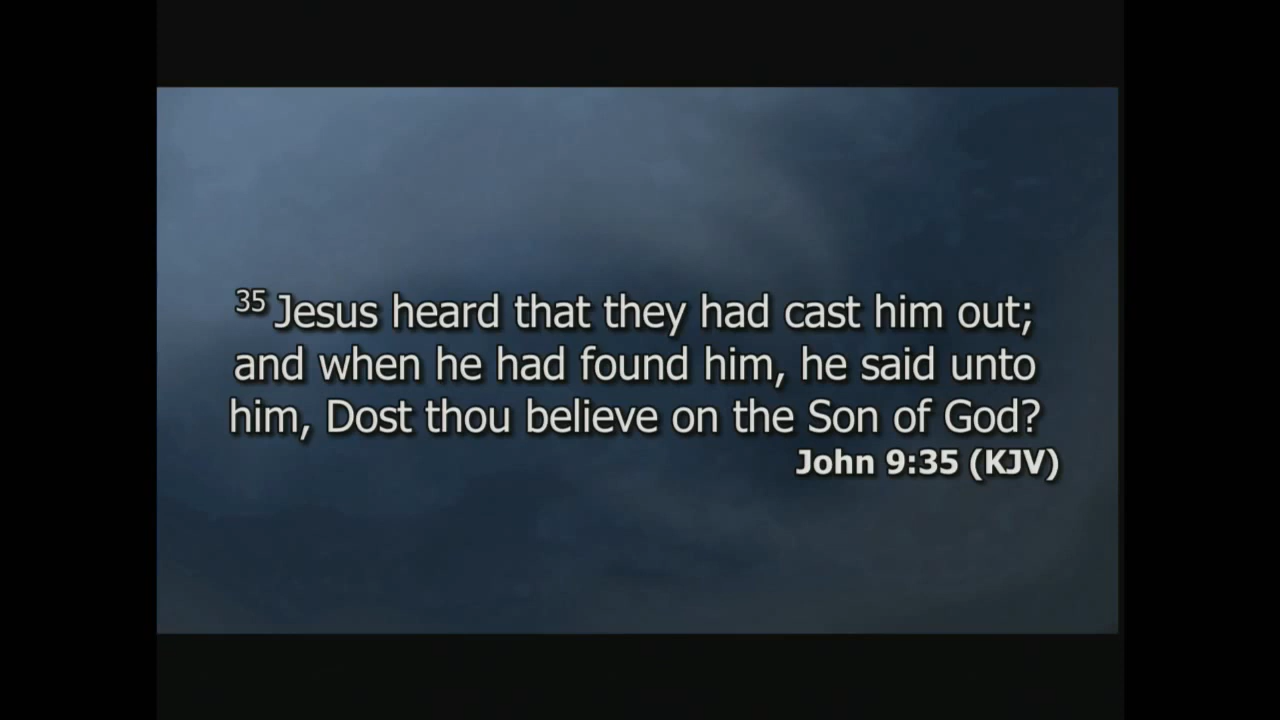 35 Jesus heard that they had cast him out;
and when he had found him, he said unto
him, Dost thou believe on the Son of God?
John 9:35 (KJV)